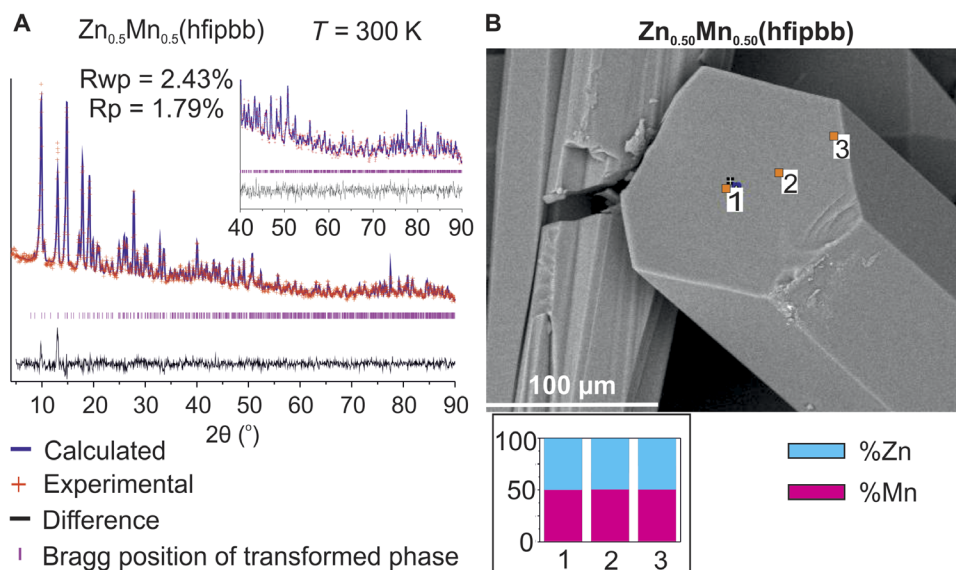 A
Zn0.5Mn0.5(hfipbb)
T = 300 K
Rwp = 2.43%
Rp = 1.79%
40 50 60 70 80 90
10 20 30 40 50 60 70 80 90
2θ (°)
Calculated
Experimental
Difference
Bragg position of transformed phase
B
Zn0.50Mn0.50(hfipbb)
1
2
3
100 µm
100
50
0
1 2 3
%Zn
%Mn